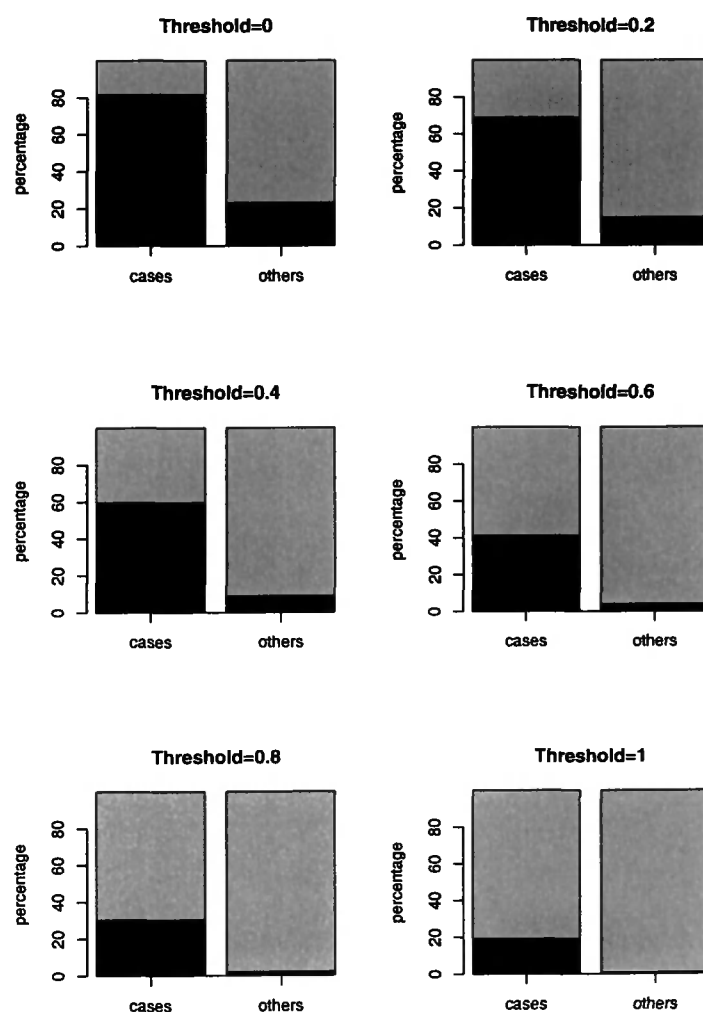 Threshold=0
percentage
0 20 40 60 80
cases others
Threshold=0.2
percentage
0 20 40 60 80
cases others
Threshold=0.4
percentage
0 20 40 60 80
cases others
Threshold=0.6
percentage
0 20 40 60 80
cases others
Threshold=0.8
percentage
0 20 40 60 80
cases others
Threshold=1
percentage
0 20 40 60 80
cases others